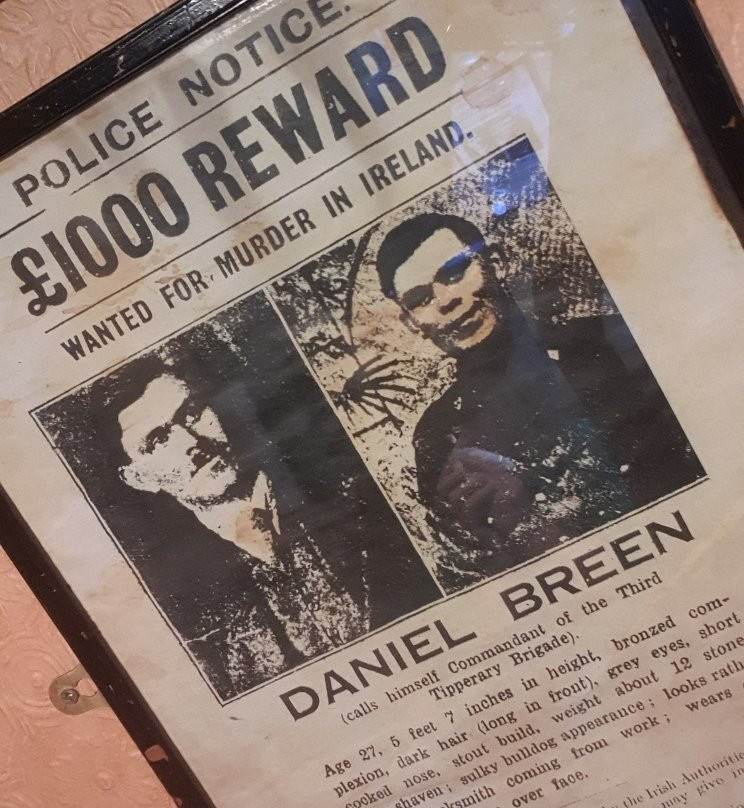 POLICE NOTICE.
£1000 REWARD
WANTED FOR MURDER IN IRELAND.
DANIEL BREEN
(calls himself Commandant of the Third
Tipperary Brigade).
Age 27, 5 feet 7 inches in height, bronzed com-
plexion, dark hair (long in front), grey eyes, short
cocked nose, stout build, weight about 12 stone
shaven; sulky bulldog appearance; looks rath
cksmith coming from work; wears
over face.
the Irish Authoritie
may give in